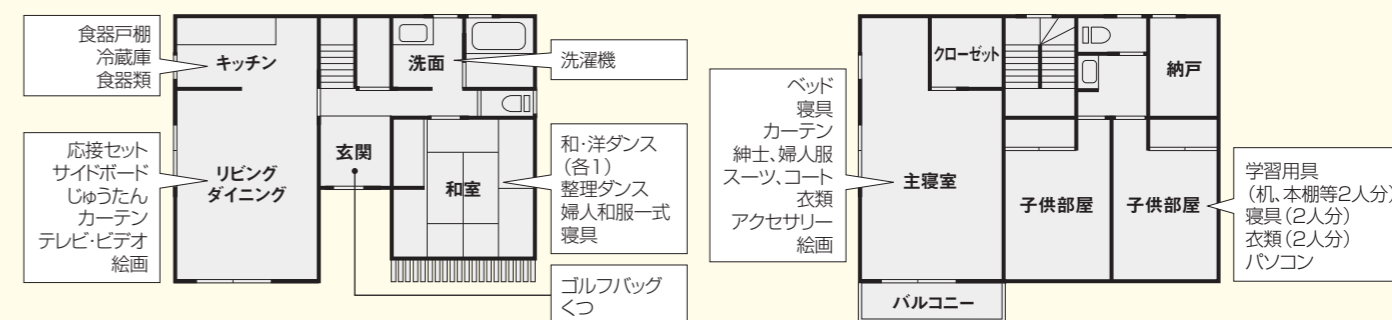 食器戸棚
冷蔵庫
食器類
キッチン
洗面
洗濯機
応接セット
サイドボード
じゅうたん
カーテン
テレビ・ビデオ
絵画
リビング
ダイニング
玄関
和室
和・洋ダンス
(各1)
整理ダンス
婦人和服一式
寝具
ゴルフバッグ
くつ
ベッド
寝具
カーテン
紳士、婦人服
スーツ、コート
衣類
アクセサリー
絵画
クローゼット
納戸
主寝室
子供部屋
子供部屋
バルコニー
学習用具
(机、本棚等2人分)
寝具(2人分)
衣類(2人分)
パソコン